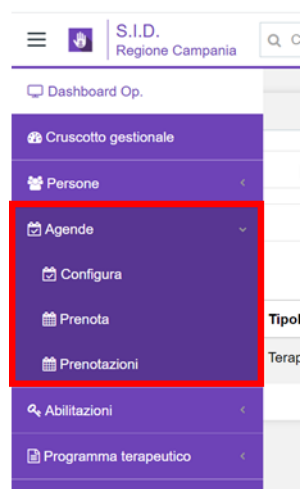 S.I.D.
Regione Campania
C
Dashboard Op.
Cruscotto gestionale
Persone
Agende
Configura
Prenota
Tipol
Prenotazioni
Terap
Abilitazioni
Programma terapeutico